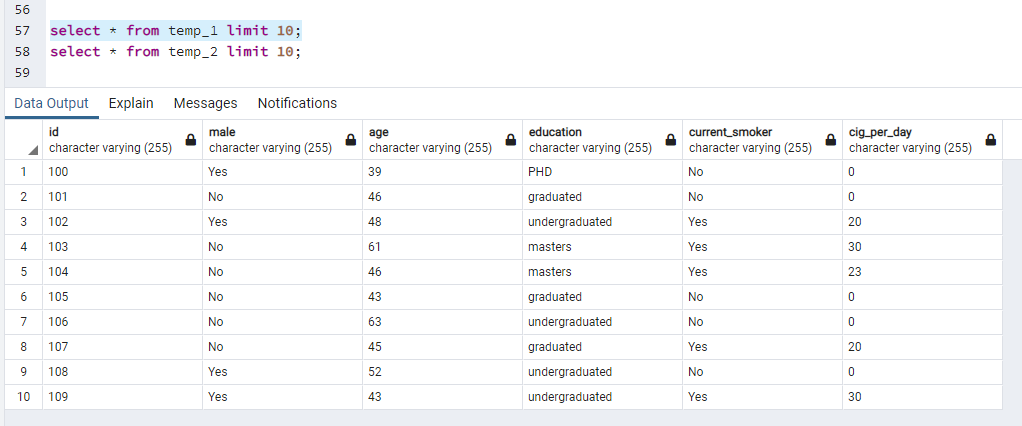 56
57 select * from temp_1 limit 10;
58 select * from temp_2 limit 10;
59
Data Output Explain Messages Notifications
id male age education current_smoker cig_per_day
character varying (255) character varying (255) character varying (255) character varying (255) character varying (255) character varying (255)
1 100 Yes 39 PHD No 0
2 101 No 46 graduated No 0
3 102 Yes 48 undergraduated Yes 20
4 103 No 61 masters Yes 30
5 104 No 46 masters Yes 23
6 105 No 43 graduated No 0
7 106 No 63 undergraduated No 0
8 107 No 45 graduated Yes 20
9 108 Yes 52 undergraduated No 0
10 109 Yes 43 undergraduated Yes 30